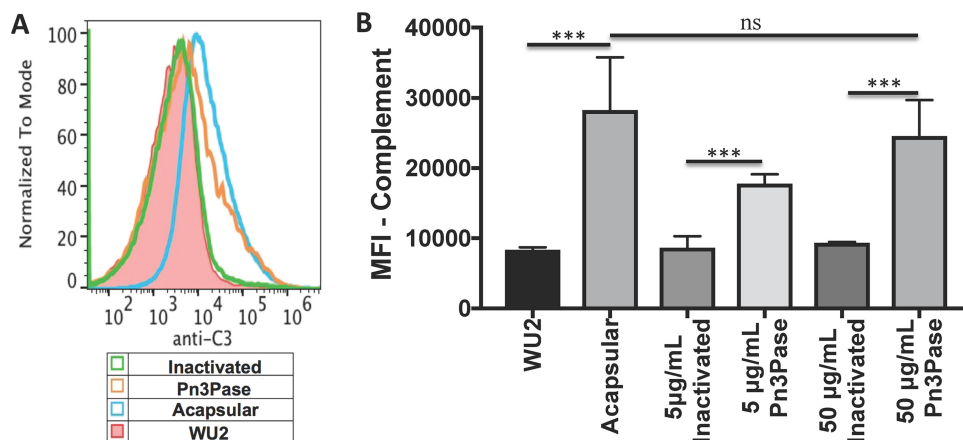 A
Normalized To Mode
100
80
60
40
20
0
10^2 10^3 10^4 10^5 10^6
anti-C3
Inactivated
Pn3Pase
Acapsular
WU2
B
MFI - Complement
40000
30000
20000
10000
0
*** ns
***
***
WU2
Acapsular
5µg/mL
Inactivated
5 µg/mL
Pn3Pase
50 µg/mL
Inactivated
50 µg/mL
Pn3Pase